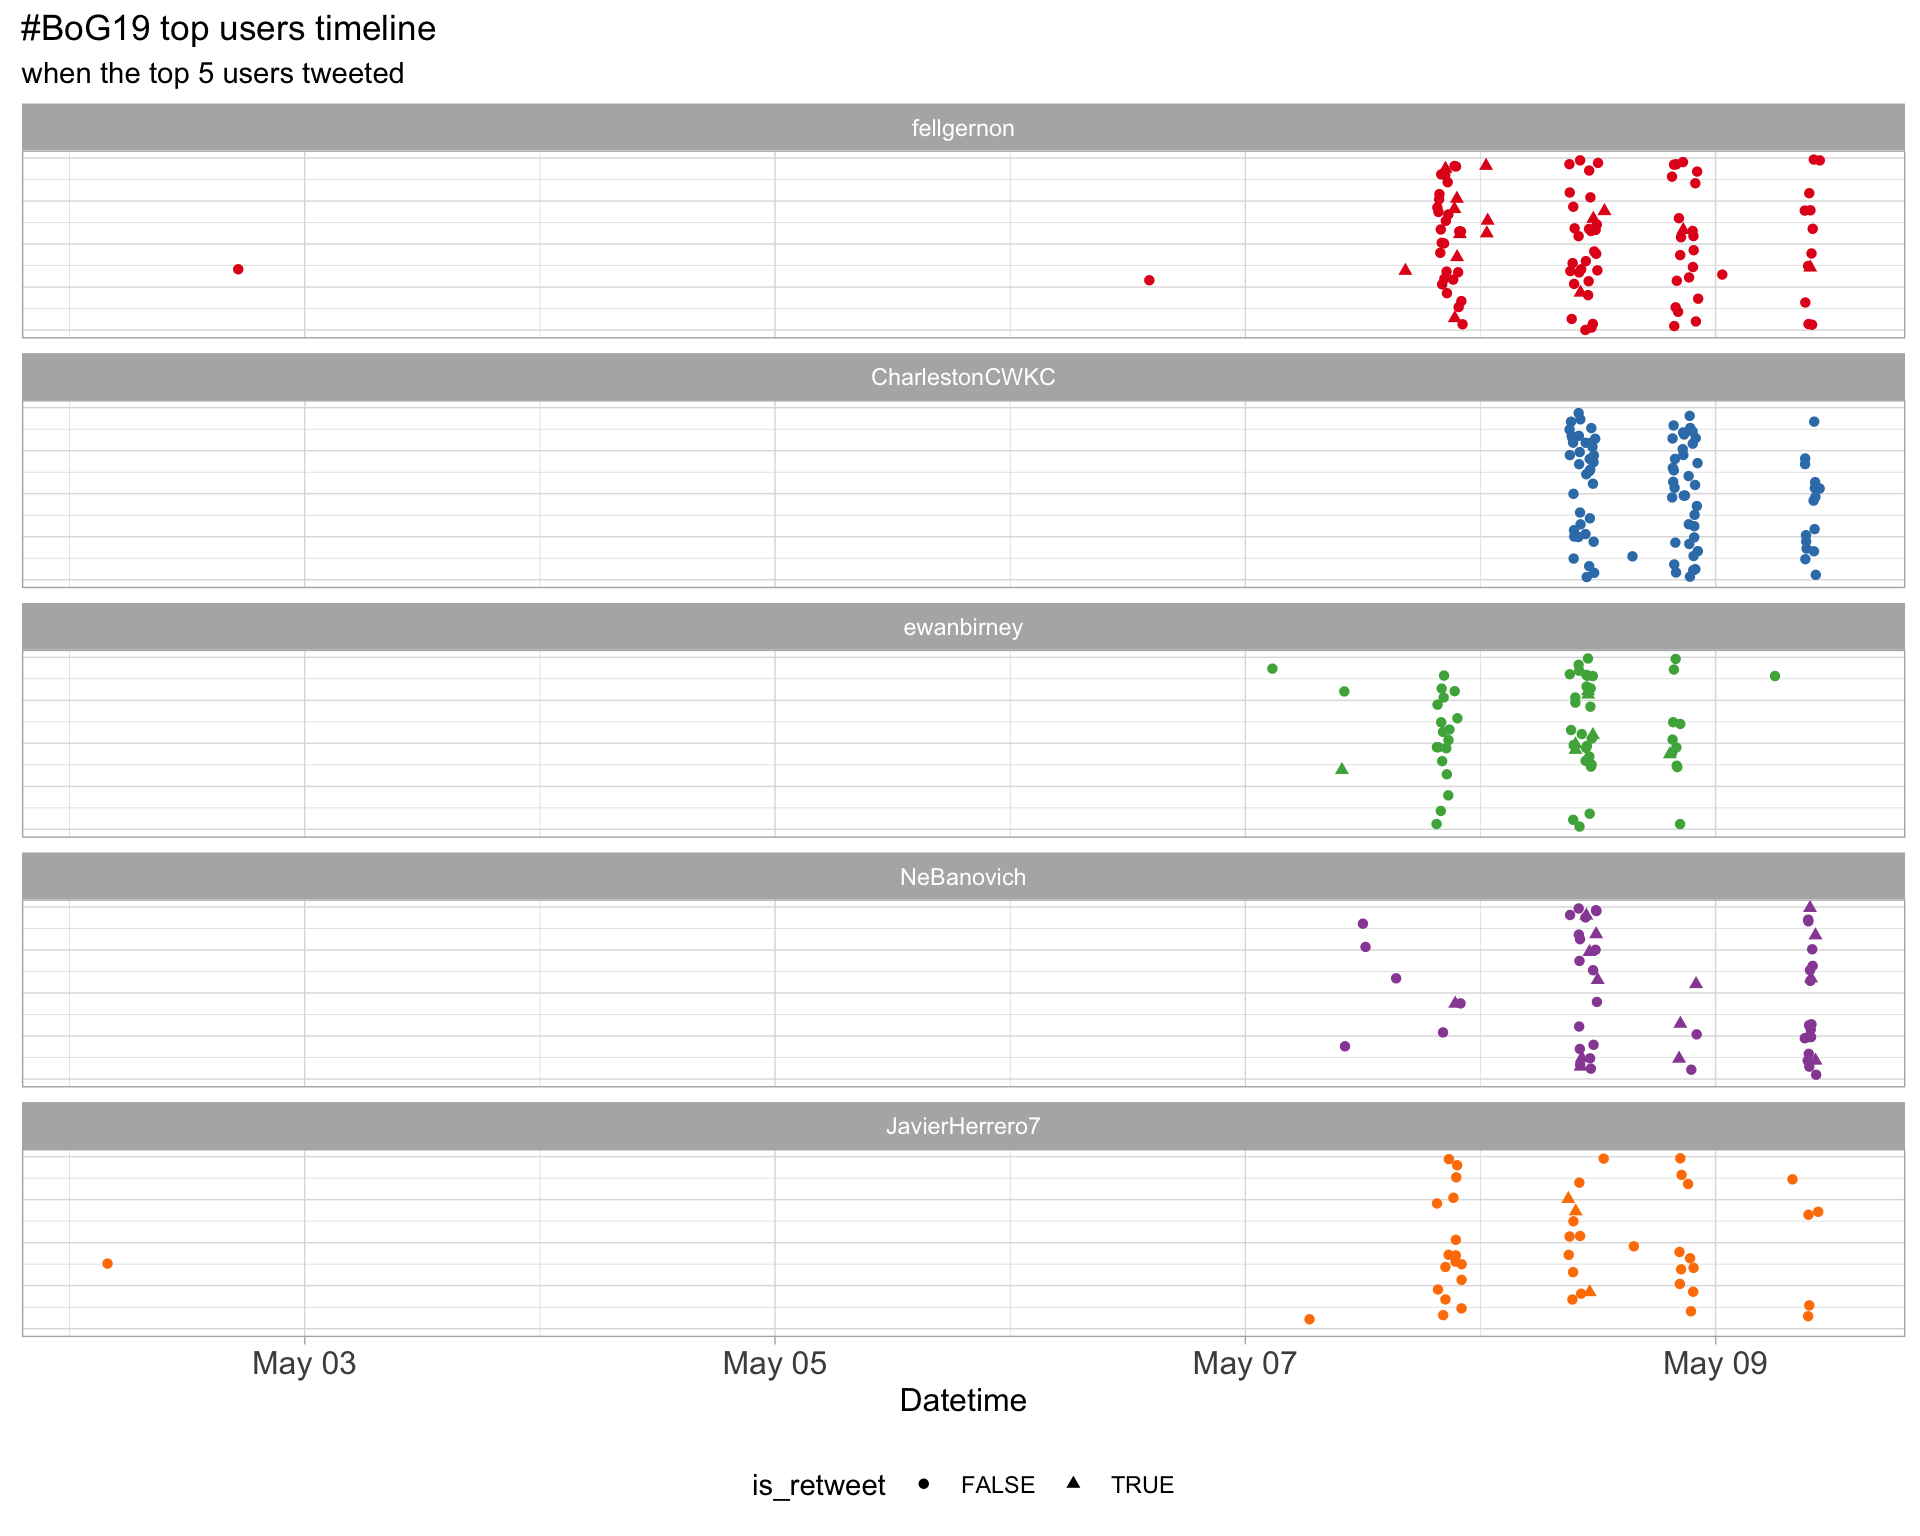 #BoG19 top users timeline
when the top 5 users tweeted
fellgernon
CharlestonCWKC
ewanbirney
NeBanovich
JavierHerrero7
May 03 May 05 May 07 May 09
Datetime
is_retweet FALSE TRUE